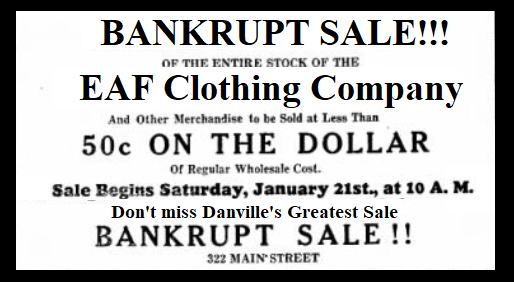 BANKRUPT SALE!!!
OF THE ENTIRE STOCK OF THE
EAF Clothing Company
And Other Merchandise to be Sold at Less Than
50c ON THE DOLLAR
Of Regular Wholesale Cost.
Sale Begins Saturday, January 21st., at 10 A. M.
Don't miss Danville's Greatest Sale
BANKRUPT SALE!!
322 MAIN STREET